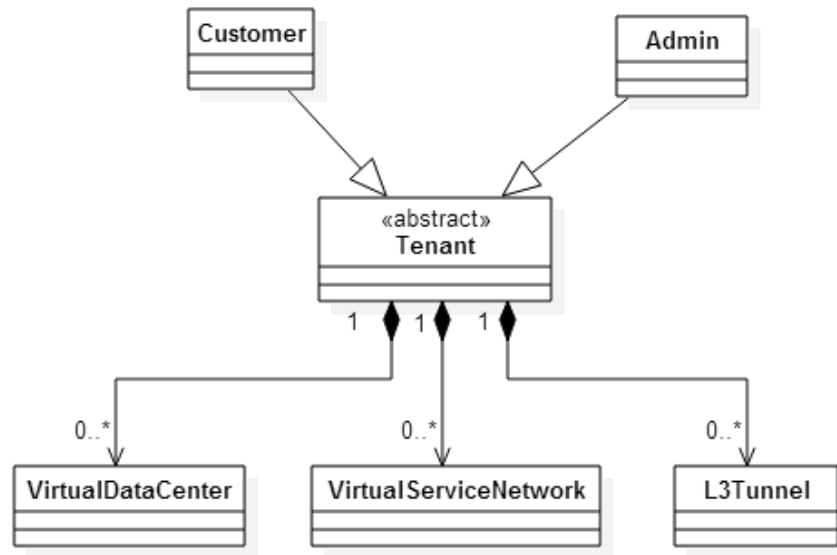 Customer
Admin
«abstract»
Tenant
1
1
1
0..*
0..*
0..*
VirtualDataCenter
VirtualServiceNetwork
L3Tunnel